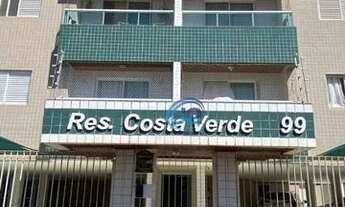 Res. Costa Verde 99